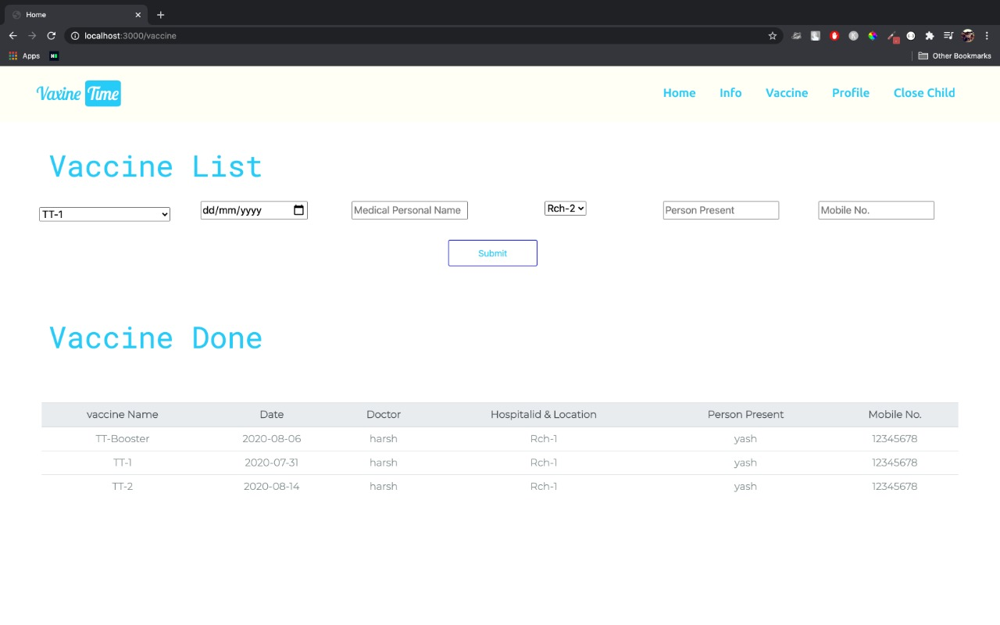 Home
localhost:3000/vaccine
Apps
Other Bookmarks
Vaxine Time
Home Info Vaccine Profile Close Child
Vaccine List
TT-1 dd/mm/yyyy Medical Personal Name Rch-2 Person Present Mobile No.
Submit
Vaccine Done
vaccine Name Date Doctor Hospitalid & Location Person Present Mobile No.
TT-Booster 2020-08-06 harsh Rch-1 yash 12345678
TT-1 2020-07-31 harsh Rch-1 yash 12345678
TT-2 2020-08-14 harsh Rch-1 yash 12345678